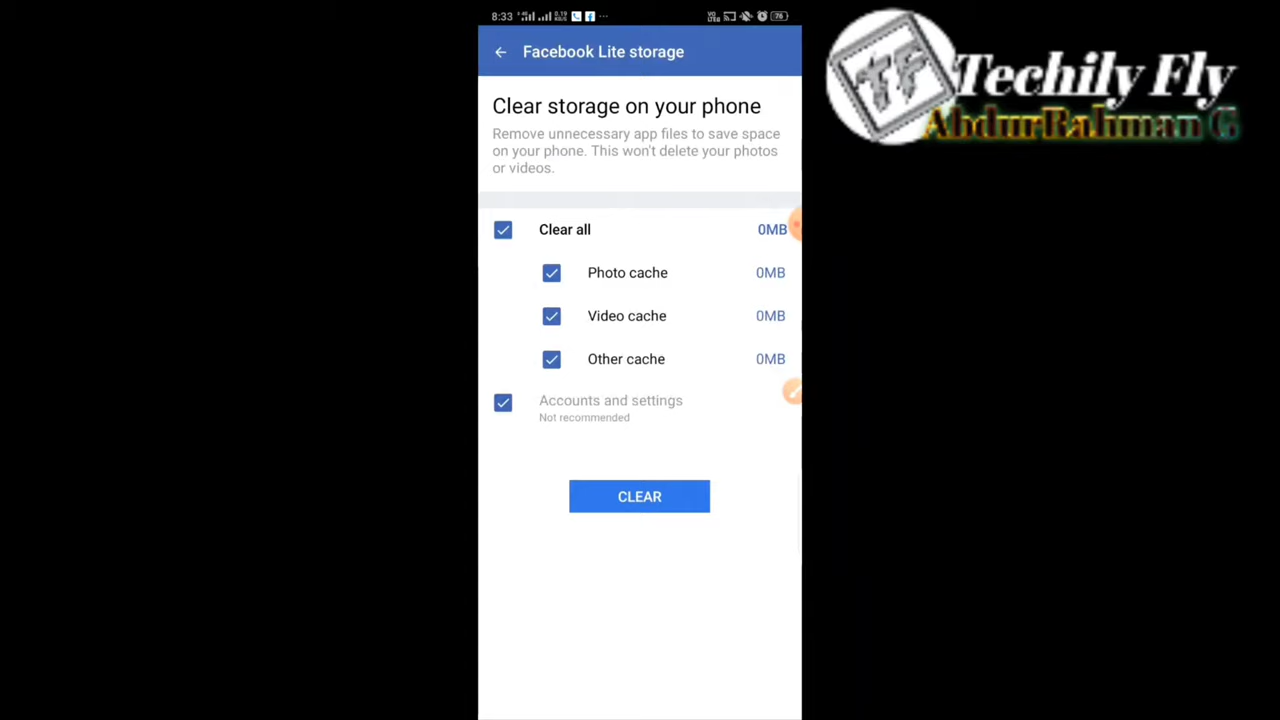 8:33
76
Facebook Lite storage
Clear storage on your phone
Remove unnecessary app files to save space
on your phone. This won't delete your photos
or videos.
Clear all 0MB
Photo cache 0MB
Video cache 0MB
Other cache 0MB
Accounts and settings
Not recommended
CLEAR
TF
Techily Fly
AbdurRahman G